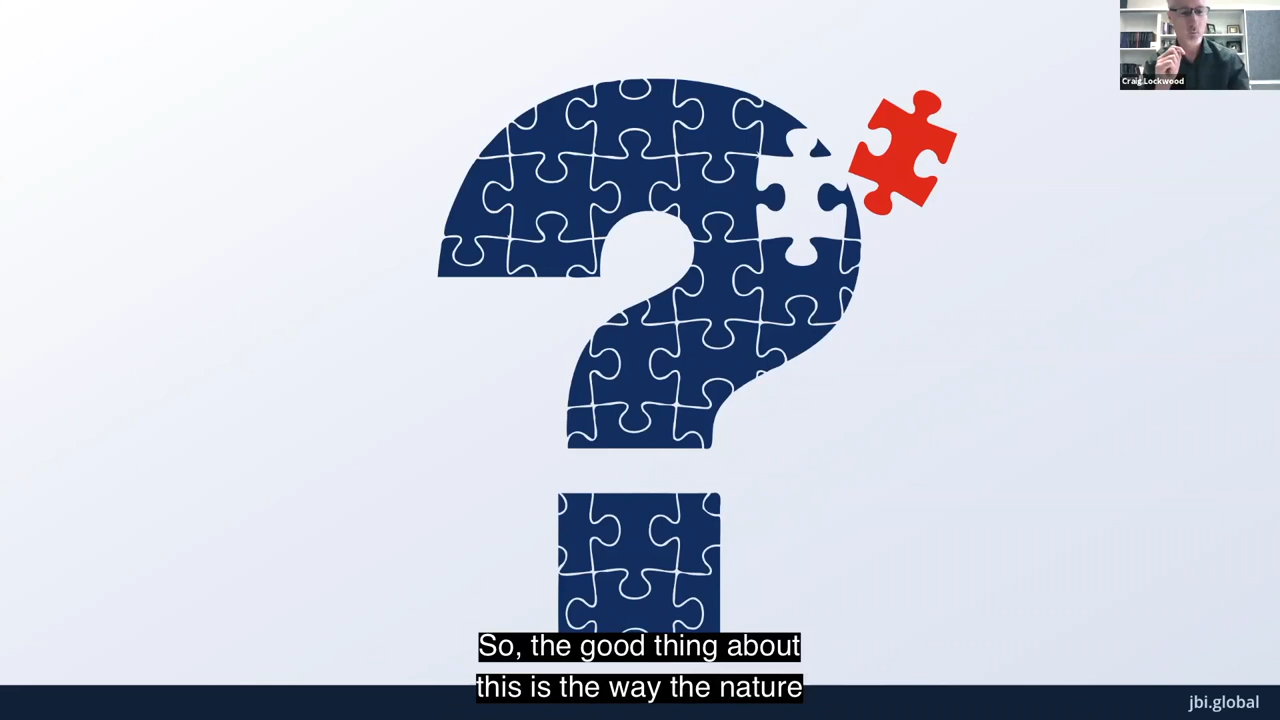 Craig Lockwood
So, the good thing about
this is the way the nature
jbi.global